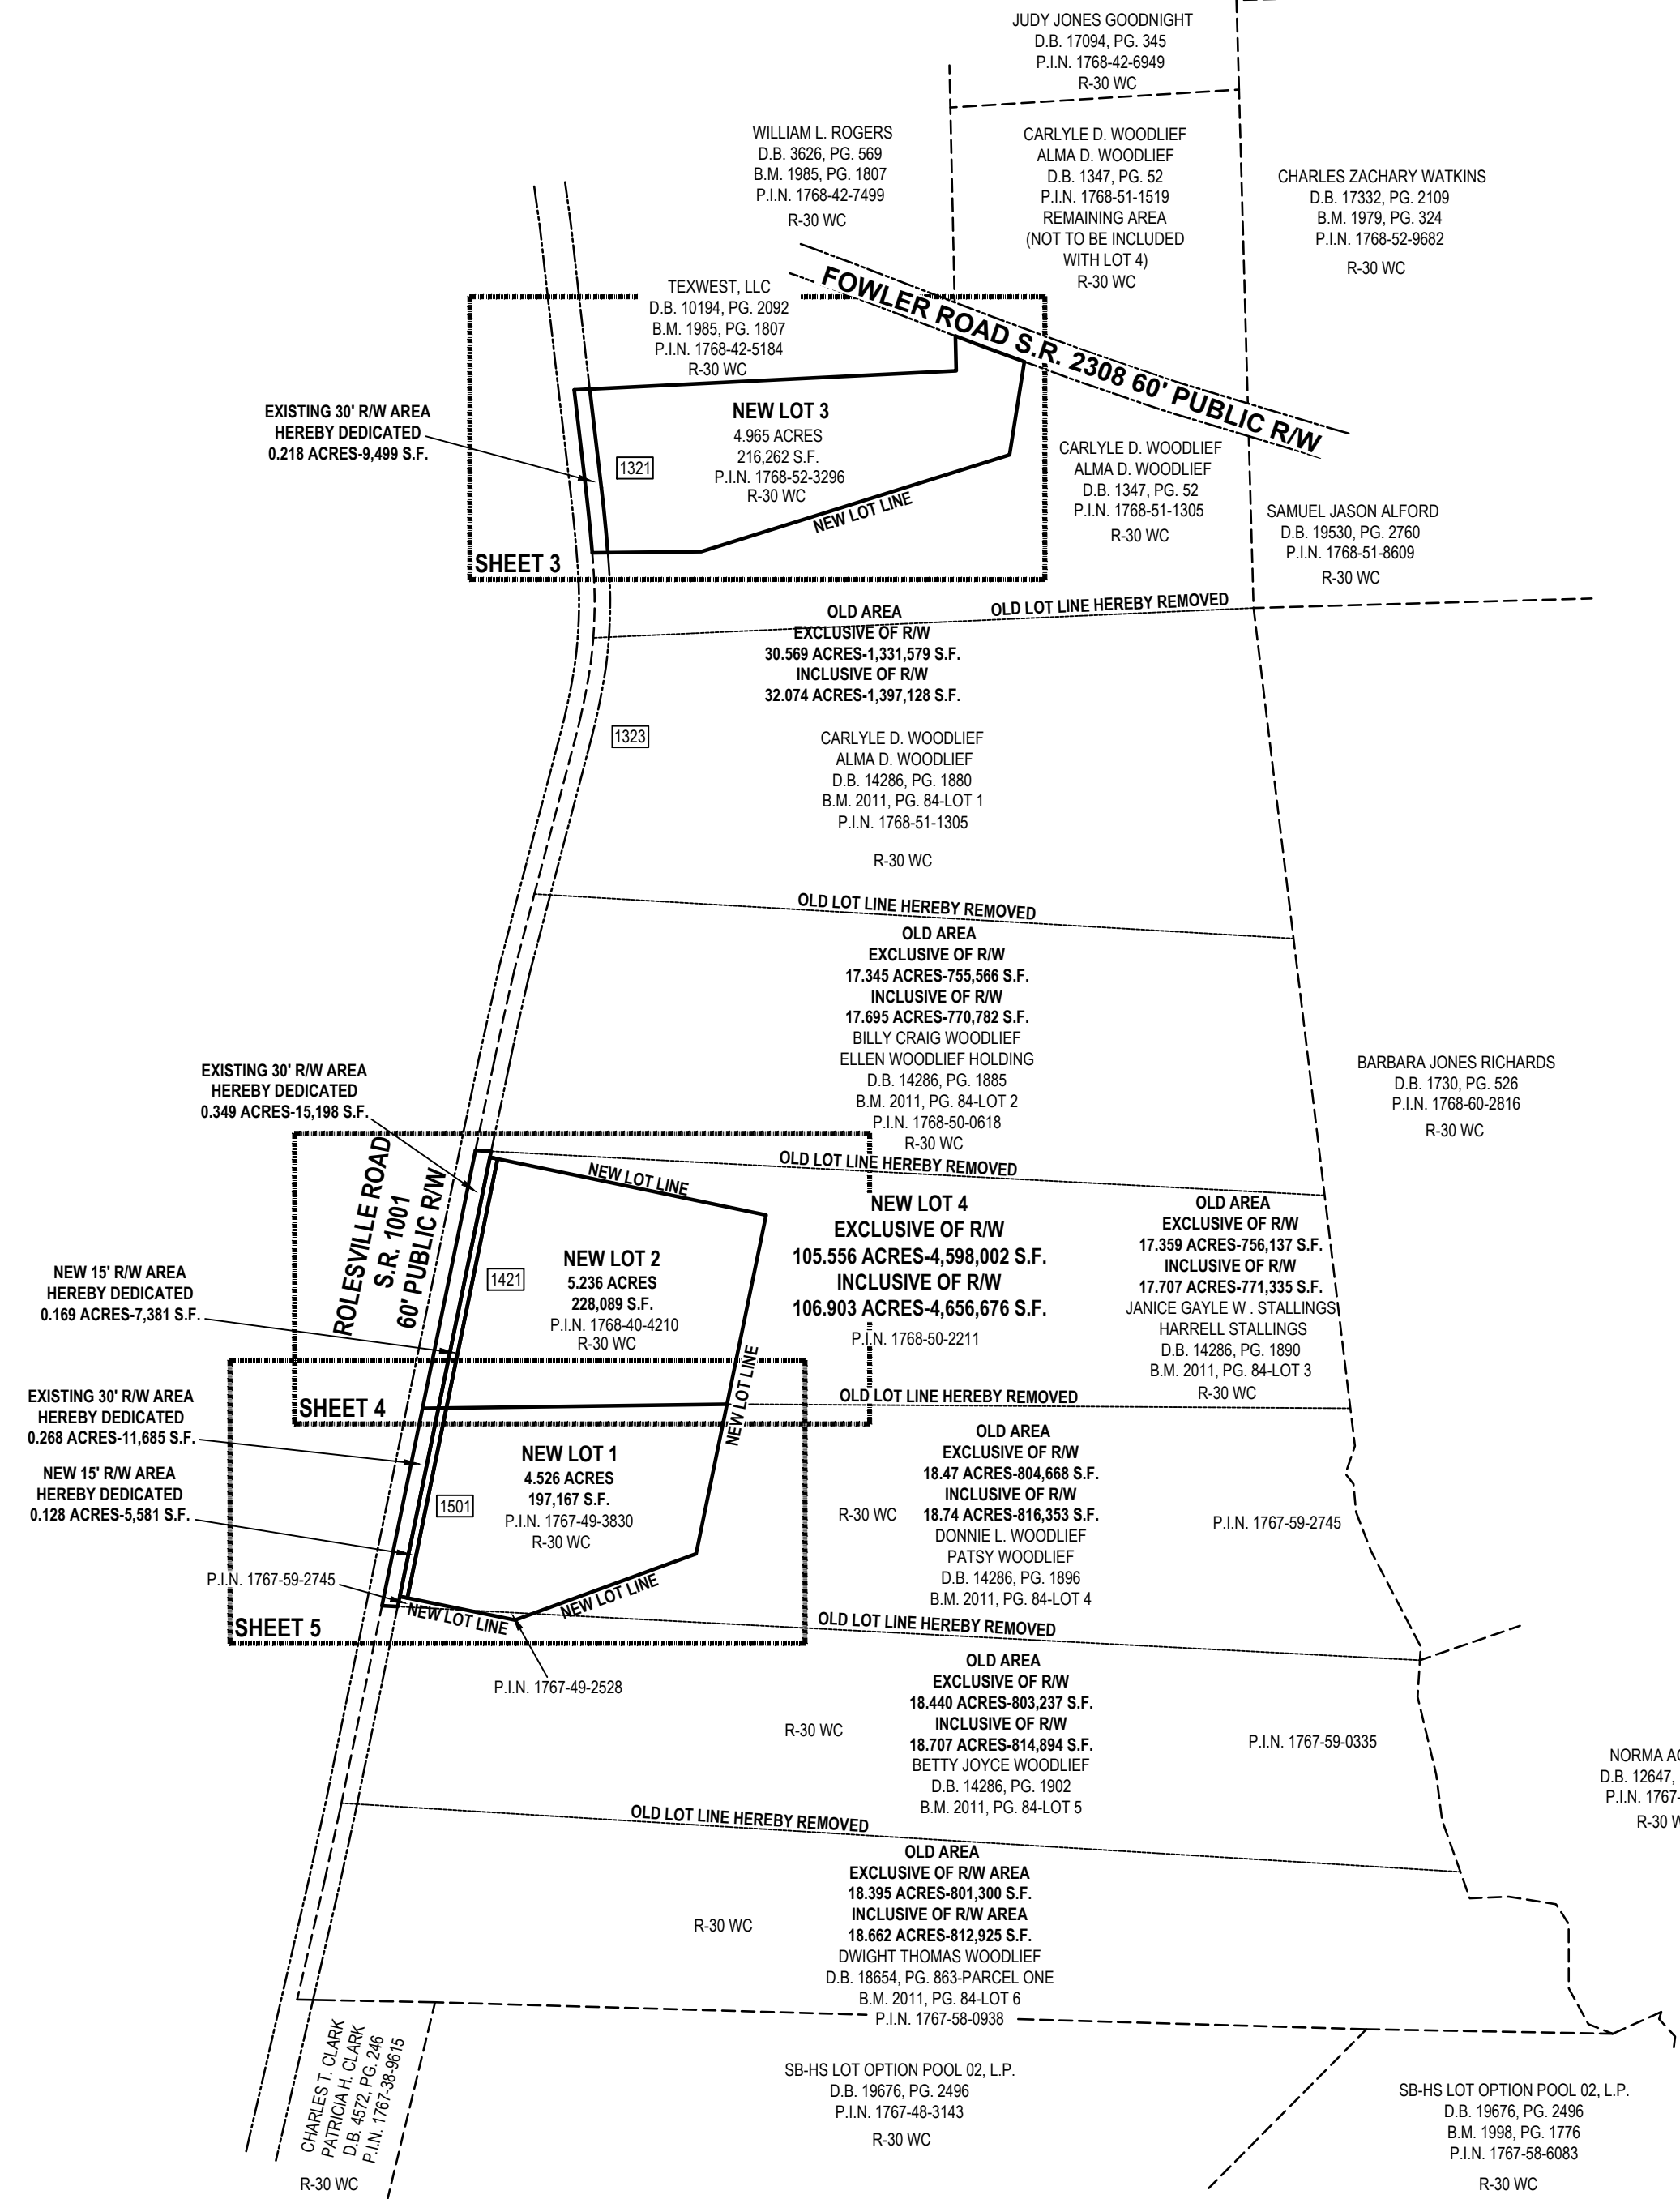 JUDY JONES GOODNIGHT
D.B. 17094, PG. 345
P.I.N. 1768-42-6949
R-30 WC
WILLIAM L. ROGERS
D.B. 3626, PG. 569
B.M. 1985, PG. 1807
P.I.N. 1768-42-7499
R-30 WC
CARLYLE D. WOODLIEF
ALMA D. WOODLIEF
D.B. 1347, PG. 52
P.I.N. 1768-51-1519
REMAINING AREA
(NOT TO BE INCLUDED
WITH LOT 4)
R-30 WC
CHARLES ZACHARY WATKINS
D.B. 17332, PG. 2109
B.M. 1979, PG. 324
P.I.N. 1768-52-9682
R-30 WC
FOWLER ROAD S.R. 2308 60' PUBLIC R/W
TEXWEST, LLC
D.B. 10194, PG. 2092
B.M. 1985, PG. 1807
P.I.N. 1768-42-5184
R-30 WC
EXISTING 30' R/W AREA
HEREBY DEDICATED
0.218 ACRES-9,499 S.F.
1321
NEW LOT 3
4.965 ACRES
216,262 S.F.
P.I.N. 1768-52-3296
R-30 WC
NEW LOT LINE
SHEET 3
CARLYLE D. WOODLIEF
ALMA D. WOODLIEF
D.B. 1347, PG. 52
P.I.N. 1768-51-1305
R-30 WC
SAMUEL JASON ALFORD
D.B. 19530, PG. 2760
P.I.N. 1768-51-8609
R-30 WC
OLD LOT LINE HEREBY REMOVED
OLD AREA
EXCLUSIVE OF R/W
30.569 ACRES-1,331,579 S.F.
INCLUSIVE OF R/W
32.074 ACRES-1,397,128 S.F.
1323
CARLYLE D. WOODLIEF
ALMA D. WOODLIEF
D.B. 14286, PG. 1880
B.M. 2011, PG. 84-LOT 1
P.I.N. 1768-51-1305
R-30 WC
OLD LOT LINE HEREBY REMOVED
OLD AREA
EXCLUSIVE OF R/W
17.345 ACRES-755,566 S.F.
INCLUSIVE OF R/W
17.695 ACRES-770,782 S.F.
BILLY CRAIG WOODLIEF
ELLEN WOODLIEF HOLDING
D.B. 14286, PG. 1885
B.M. 2011, PG. 84-LOT 2
P.I.N. 1768-50-0618
R-30 WC
BARBARA JONES RICHARDS
D.B. 1730, PG. 526
P.I.N. 1768-60-2816
R-30 WC
EXISTING 30' R/W AREA
HEREBY DEDICATED
0.349 ACRES-15,198 S.F.
OLD LOT LINE HEREBY REMOVED
NEW LOT LINE
ROLESVILLE ROAD
S.R. 1001
60' PUBLIC R/W
NEW LOT 2
5.236 ACRES
228,089 S.F.
P.I.N. 1768-40-4210
R-30 WC
1421
NEW LOT 4
EXCLUSIVE OF R/W
105.556 ACRES-4,598,002 S.F.
INCLUSIVE OF R/W
106.903 ACRES-4,656,676 S.F.
P.I.N. 1768-50-2211
OLD AREA
EXCLUSIVE OF R/W
17.359 ACRES-756,137 S.F.
INCLUSIVE OF R/W
17.707 ACRES-771,335 S.F.
JANICE GAYLE W . STALLINGS
HARRELL STALLINGS
D.B. 14286, PG. 1890
B.M. 2011, PG. 84-LOT 3
R-30 WC
NEW 15' R/W AREA
HEREBY DEDICATED
0.169 ACRES-7,381 S.F.
SHEET 4
NEW LOT LINE
OLD LOT LINE HEREBY REMOVED
EXISTING 30' R/W AREA
HEREBY DEDICATED
0.268 ACRES-11,685 S.F.
NEW 15' R/W AREA
HEREBY DEDICATED
0.128 ACRES-5,581 S.F.
1501
NEW LOT 1
4.526 ACRES
197,167 S.F.
P.I.N. 1767-49-3830
R-30 WC
R-30 WC
OLD AREA
EXCLUSIVE OF R/W
18.47 ACRES-804,668 S.F.
INCLUSIVE OF R/W
18.74 ACRES-816,353 S.F.
DONNIE L. WOODLIEF
PATSY WOODLIEF
D.B. 14286, PG. 1896
B.M. 2011, PG. 84-LOT 4
P.I.N. 1767-59-2745
P.I.N. 1767-59-2745
NEW LOT LINE
NEW LOT LINE
SHEET 5
OLD LOT LINE HEREBY REMOVED
P.I.N. 1767-49-2528
R-30 WC
OLD AREA
EXCLUSIVE OF R/W
18.440 ACRES-803,237 S.F.
INCLUSIVE OF R/W
18.707 ACRES-814,894 S.F.
BETTY JOYCE WOODLIEF
D.B. 14286, PG. 1902
B.M. 2011, PG. 84-LOT 5
P.I.N. 1767-59-0335
NORMA
D.B. 12647,
P.I.N. 1767-
R-30
OLD LOT LINE HEREBY REMOVED
R-30 WC
OLD AREA
EXCLUSIVE OF R/W AREA
18.395 ACRES-801,300 S.F.
INCLUSIVE OF R/W AREA
18.662 ACRES-812,925 S.F.
DWIGHT THOMAS WOODLIEF
D.B. 18654, PG. 863-PARCEL ONE
B.M. 2011, PG. 84-LOT 6
P.I.N. 1767-58-0938
CHARLES T. CLARK
PATRICIA H. CLARK
D.B. 4572, PG. 246
P.I.N. 1767-38-9615
R-30 WC
SB-HS LOT OPTION POOL 02, L.P.
D.B. 19676, PG. 2496
P.I.N. 1767-48-3143
R-30 WC
SB-HS LOT OPTION POOL 02, L.P.
D.B. 19676, PG. 2496
B.M. 1998, PG. 1776
P.I.N. 1767-58-6083
R-30 WC